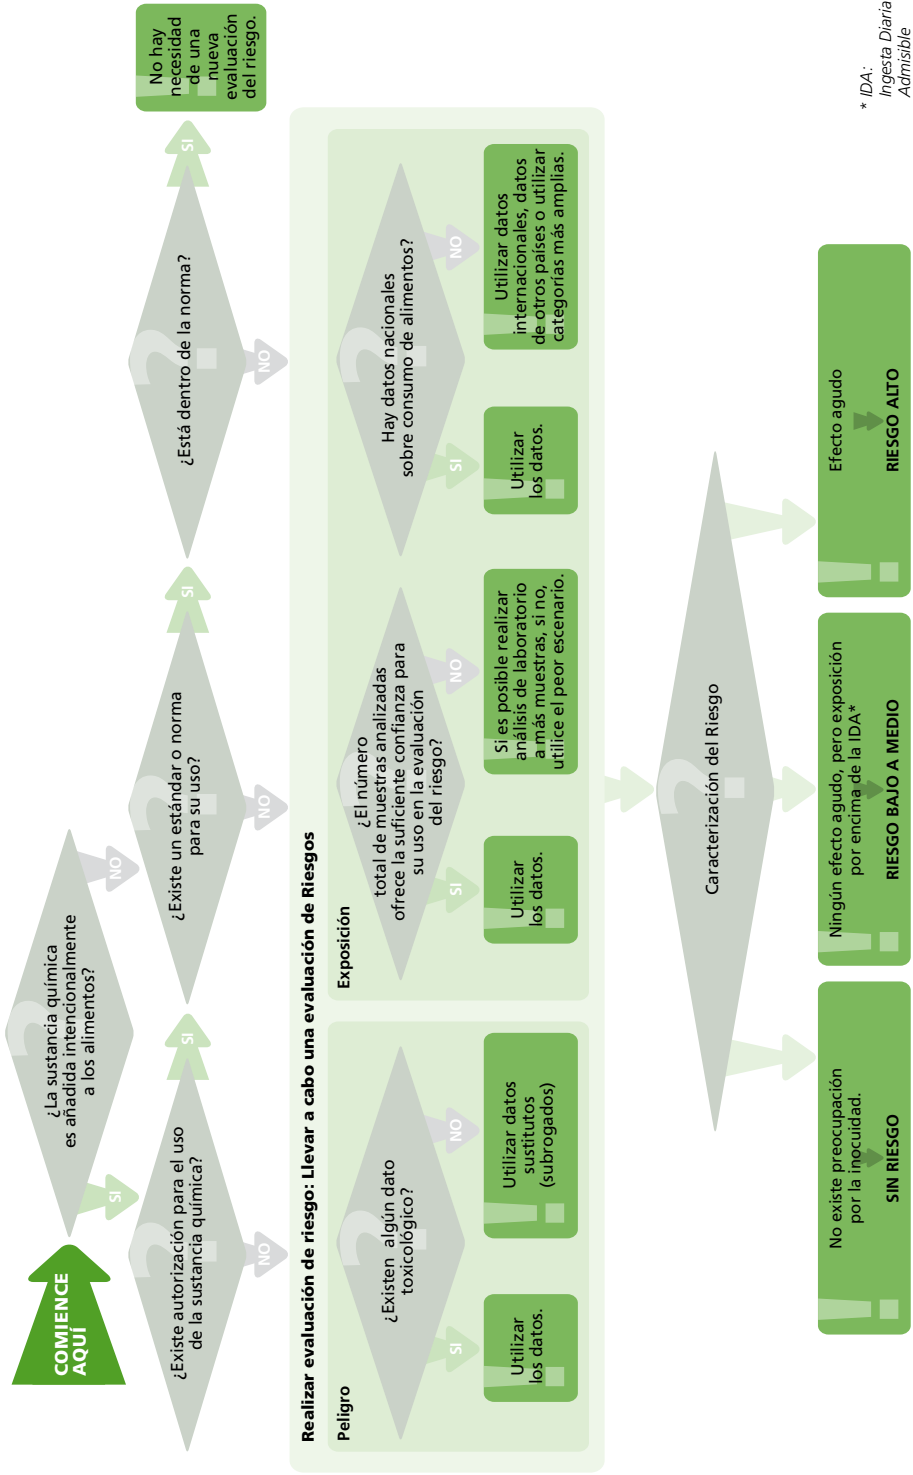 COMIENCE
AQUÍ
¿La sustancia química
es añadida intencionalmente
a los alimentos?
SI
NO
¿Existe autorización para el uso
de la sustancia química?
SI
NO
¿Existe un estándar o norma
para su uso?
SI
NO
¿Está dentro de la norma?
SI
NO
No hay
necesidad
de una
nueva
evaluación
del riesgo.
Realizar evaluación de riesgo: Llevar a cabo una evaluación de Riesgos
Peligro
¿Existen algún dato
toxicológico?
SI
NO
Utilizar
los datos.
Utilizar datos
sustitutos
(subrogados)
Exposición
¿El número
total de muestras analizadas
ofrece la suficiente confianza para
su uso en la evaluación
del riesgo?
SI
NO
Utilizar
los datos.
Si es posible realizar
análisis de laboratorio
a más muestras, si no,
utilice el peor escenario.
Hay datos nacionales
sobre consumo de alimentos?
SI
NO
Utilizar
los datos.
Utilizar datos
internacionales, datos
de otros países o utilizar
categorías más amplias.
Caracterización del Riesgo
No existe preocupación
por la inocuidad.
SIN RIESGO
Ningún efecto agudo, pero exposición
por encima de la IDA*
RIESGO BAJO A MEDIO
Efecto agudo
RIESGO ALTO
* IDA:
Ingesta Diaria
Admisible